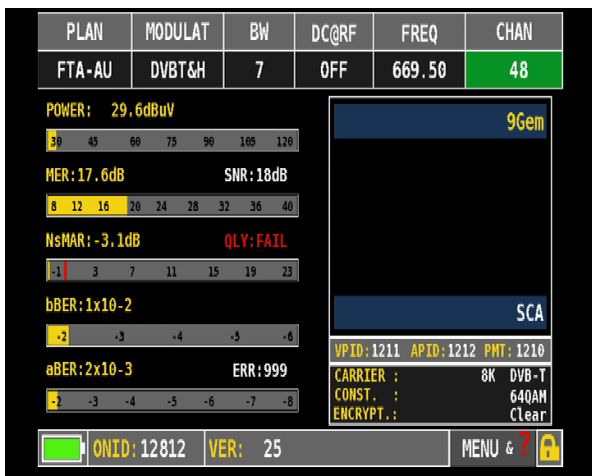 PLAN MODULAT BW DC@RF FREQ CHAN
FTA-AU DVBT&H 7 OFF 669.50 48
POWER: 29.6dBuV
30 45 60 75 90 105 120
MER:17.6dB SNR:18dB
8 12 16 20 24 28 32 36 40
NsMAR:-3.1dB QLY:FAIL
-1 3 7 11 15 19 23
bBER:1x10-2
-2 -3 -4 -5 -6
aBER:2x10-3 ERR:999
-2 -3 -4 -5 -6 -7 -8
9Gem
SCA
VPID:1211 APID:1212 PMT:1210
CARRIER : 8K DVB-T
CONST. : 64QAM
ENCRYPT.: Clear
ONID:12812 VER: 25 MENU & ?